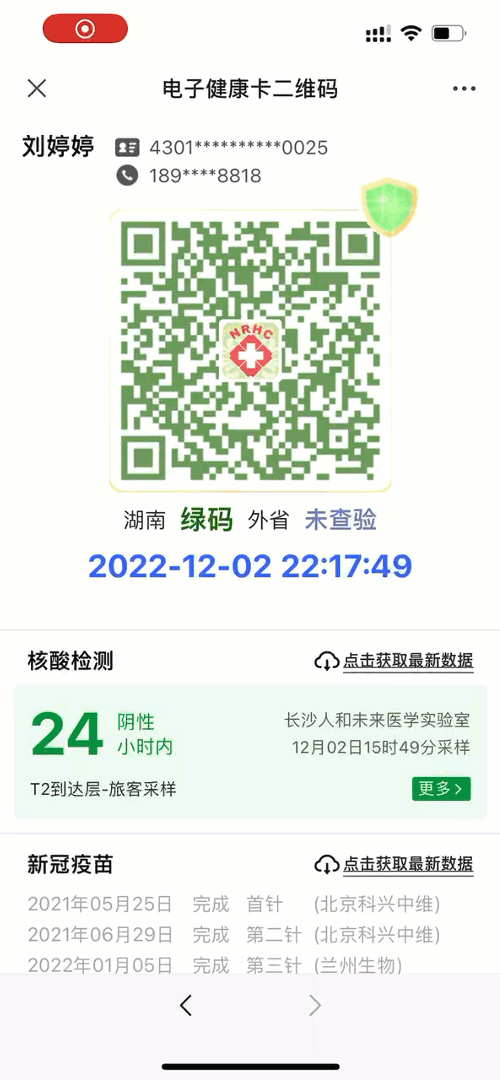 电子健康卡二维码
刘婷婷 4301**********0025
189****8818
NRHC
湖南 绿码 外省 未查验
2022-12-02 22:17:49
核酸检测 点击获取最新数据
24 阴性 小时内
长沙人和未来医学实验室
12月02日15时49分采样
T2到达层-旅客采样 更多>
新冠疫苗 点击获取最新数据
2021年05月25日 完成 首针 (北京科兴中维)
2021年06月29日 完成 第二针 (北京科兴中维)
2022年01月05日 完成 第三针 (兰州生物)